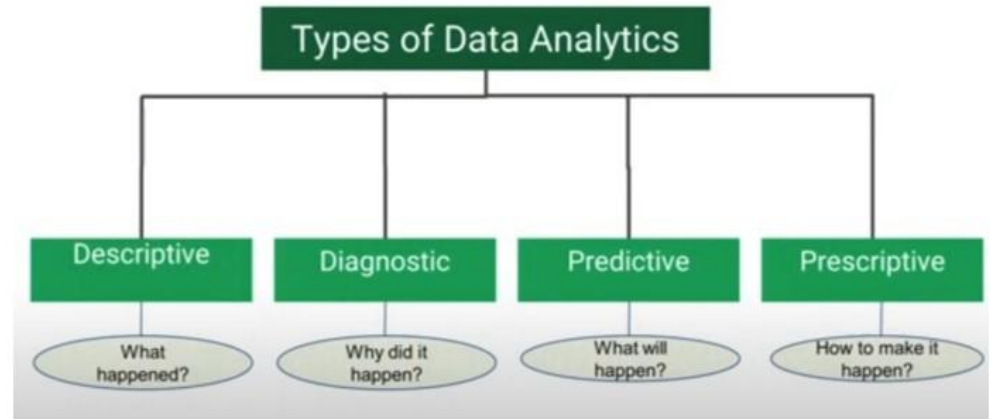 Types of Data Analytics
Descriptive
Diagnostic
Predictive
Prescriptive
What
happened?
Why did it
happen?
What will
happen?
How to make it
happen?